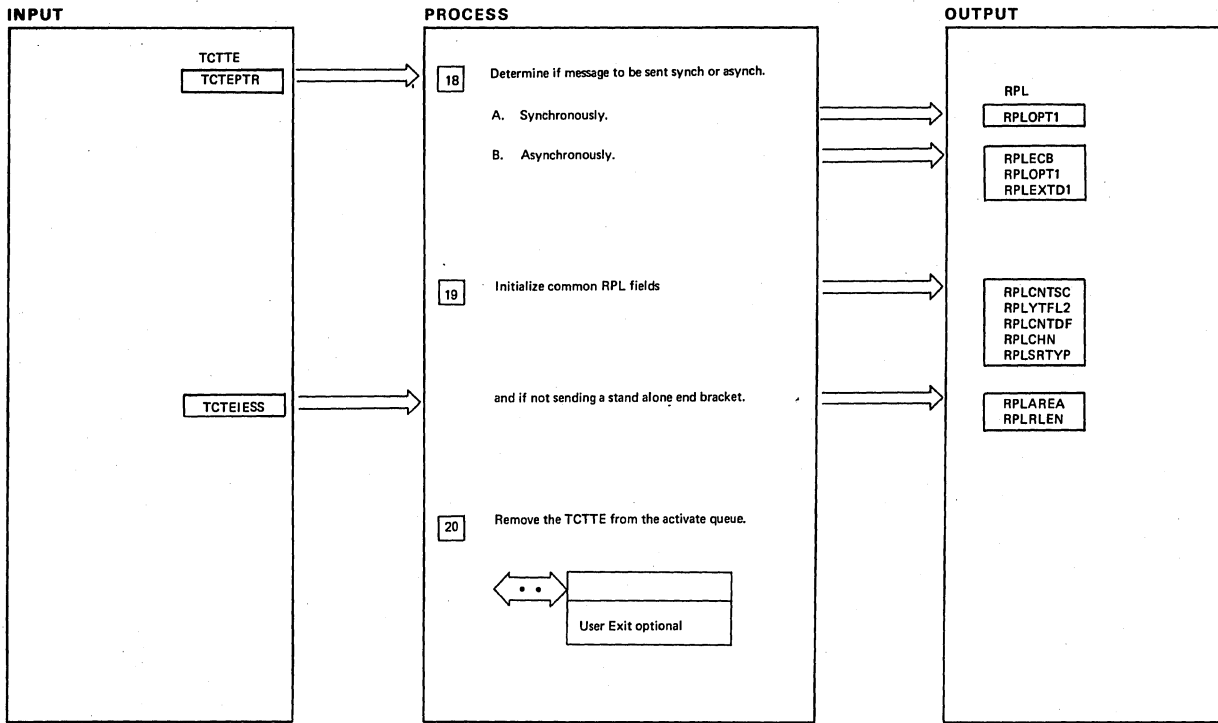 INPUT
PROCESS
OUTPUT
TCTTE
TCTEPTR
18 Determine if message to be sent synch or asynch.
A. Synchronously.
B. Asynchronously.
RPL
RPLOPT1
RPLECB
RPLOPT1
RPLEXTD1
19 Initialize common RPL fields
RPLCNTSC
RPLYTFL2
RPLCNTDF
RPLCHN
RPLSRTYP
TCTEIESS
and if not sending a stand alone end bracket.
RPLAREA
RPLRLEN
20 Remove the TCTTE from the activate queue.
User Exit optional